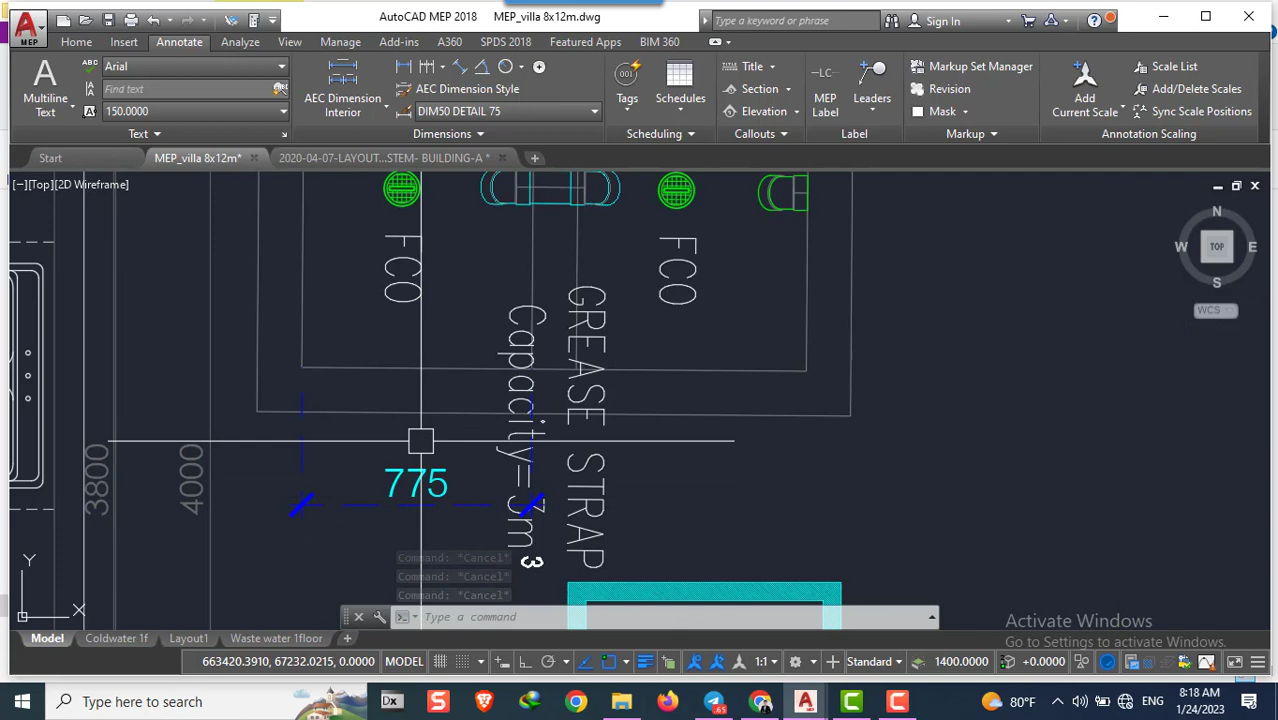 AutoCAD MEP 2018 MEP_villa 8x12m.dwg
Type a keyword or phrase
Sign In
MEP
Home Insert Annotate Analyze View Manage Add-ins A360 SPDS 2018 Featured Apps BIM 360
ABC Arial
Find text
150.0000
A
Multiline
Text
Text
AEC Dimension
Interior
AEC Dimension Style
DIM50 DETAIL 75
Dimensions
001
Tags
Schedules
Scheduling
Title
Section
Elevation
Callouts
-LC-
MEP
Label
Leaders
Label
Markup Set Manager
Revision
Mask
Markup
Add
Current Scale
Scale List
Add/Delete Scales
Sync Scale Positions
Annotation Scaling
Start MEP_villa 8x12m* 2020-04-07-LAYOUT...STEM- BUILDING-A *
[−][Top][2D Wireframe]
N
W TOP E
S
WCS
FCO
FCO
GREASE STRAP
Capacity=3m3
3800
4000
775
Command: *Cancel*
Command: *Cancel*
Command: *Cancel*
Type a command
Y
X
Activate Windows
Go to Settings to activate Windows.
Model Coldwater 1f Layout1 Waste water 1floor
663420.3910, 67232.0215, 0.0000 MODEL 1:1 Standard 1400.0000 +0.0000
Type here to search
Dx
S
.65
A
C
C
80°F
ENG
8:18 AM
1/24/2023